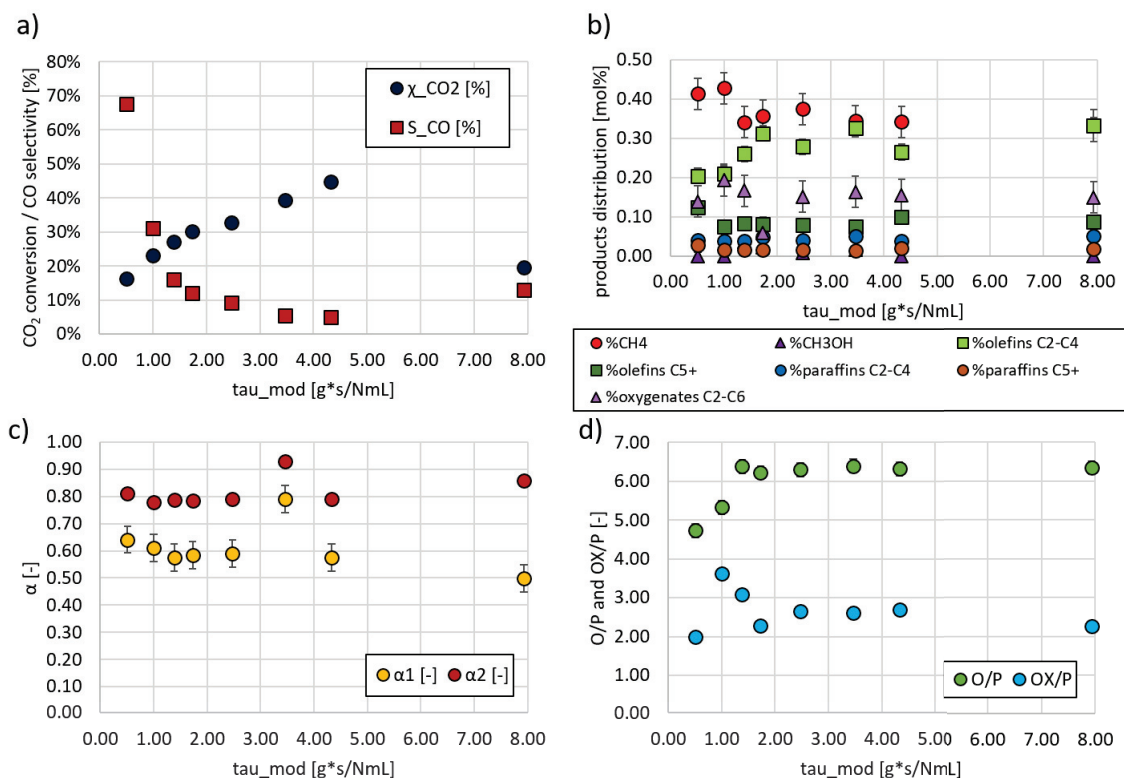 a)
80%
70%
60%
50%
40%
30%
20%
10%
0%
CO2 conversion / CO selectivity [%]
χ_CO2 [%]
S_CO [%]
0.00 1.00 2.00 3.00 4.00 5.00 6.00 7.00 8.00
tau_mod [g*s/NmL]
b)
0.50
0.40
0.30
0.20
0.10
0.00
products distribution [mol%]
0.00 1.00 2.00 3.00 4.00 5.00 6.00 7.00 8.00
tau_mod [g*s/NmL]
%CH4 %CH3OH %olefins C2-C4
%olefins C5+ %paraffins C2-C4 %paraffins C5+
%oxygenates C2-C6
c)
1.00
0.90
0.80
0.70
0.60
0.50
0.40
0.30
0.20
0.10
0.00
α [-]
α1 [-] α2 [-]
0.00 1.00 2.00 3.00 4.00 5.00 6.00 7.00 8.00
tau_mod [g*s/NmL]
d)
7.00
6.00
5.00
4.00
3.00
2.00
1.00
0.00
O/P and OX/P [-]
O/P OX/P
0.00 1.00 2.00 3.00 4.00 5.00 6.00 7.00 8.00
tau_mod [g*s/NmL]